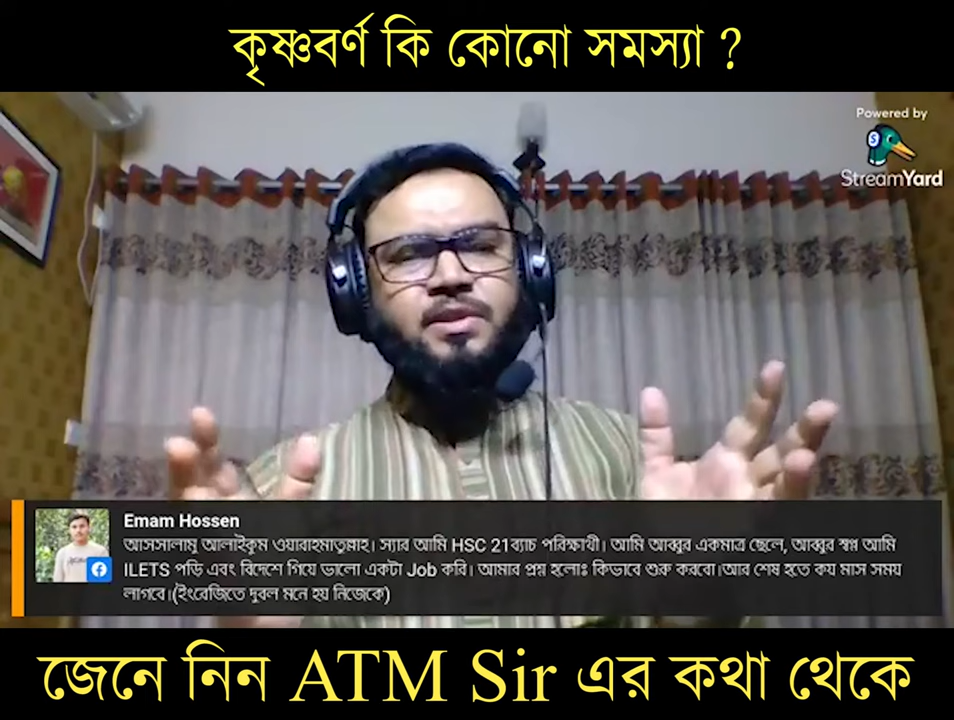 কৃষ্ণবর্ণ কি কোনো সমস্যা ?
Powered by
StreamYard
Emam Hossen
আসসালামু আলাইকুম ওয়ারাহমাতুল্লাহ। স্যার আমি HSC 21ব্যাচ পরিক্ষাযী। আমি আব্বুর একমাত্র ছেলে, আব্বুর স্বপ্ন আমি
ILETS পড়ি এবং বিদেশে গিয়ে ভালো একটা Job করি। আমার প্রশ্ন হলোঃ কিভাবে শুরু করবো।আর শেষ হতে কয় মাস সময়
লাগবে।(ইংরেজিতে দুবল মনে হয় নিজেকে)
জেনে নিন ATM Sir এর কথা থেকে